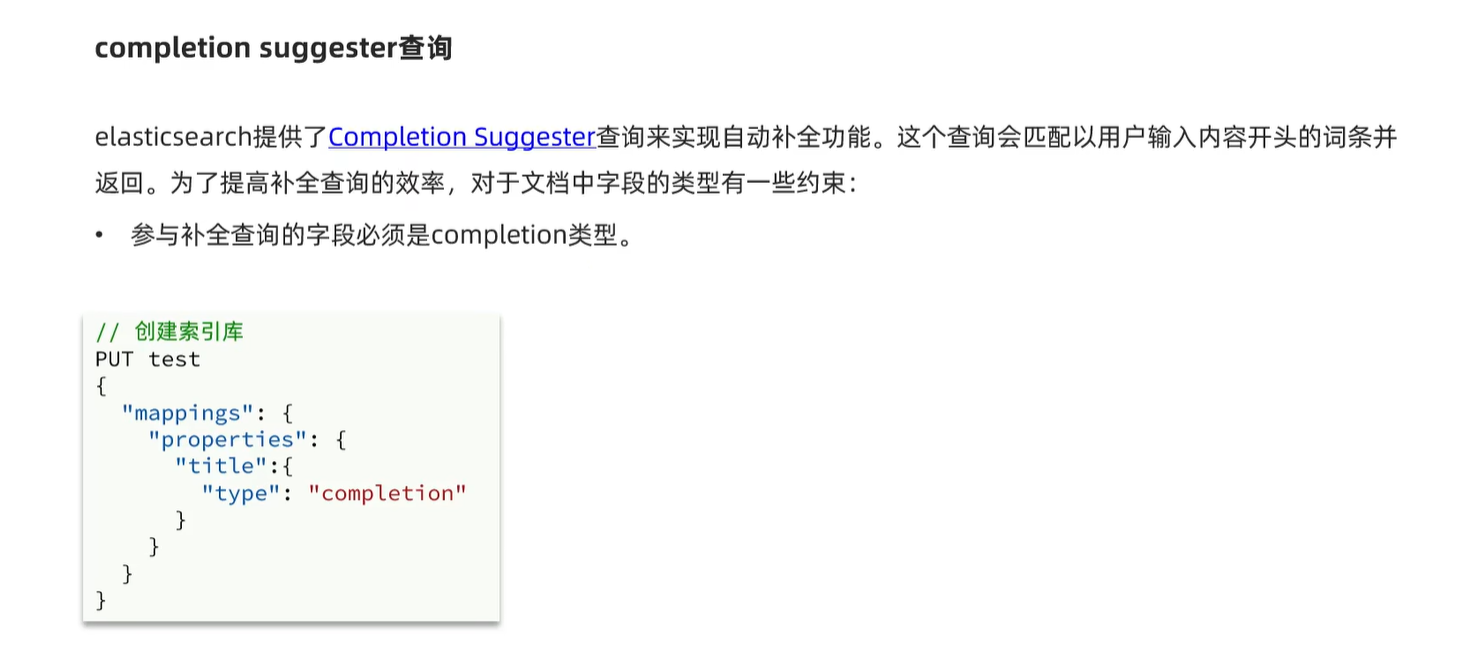 completion suggester查询
elasticsearch提供了Completion Suggester查询来实现自动补全功能。这个查询会匹配以用户输入内容开头的词条并
返回。为了提高补全查询的效率，对于文档中字段的类型有一些约束：
• 参与补全查询的字段必须是completion类型。
// 创建索引库
PUT test
{
  "mappings": {
    "properties": {
      "title":{
        "type": "completion"
      }
    }
  }
}